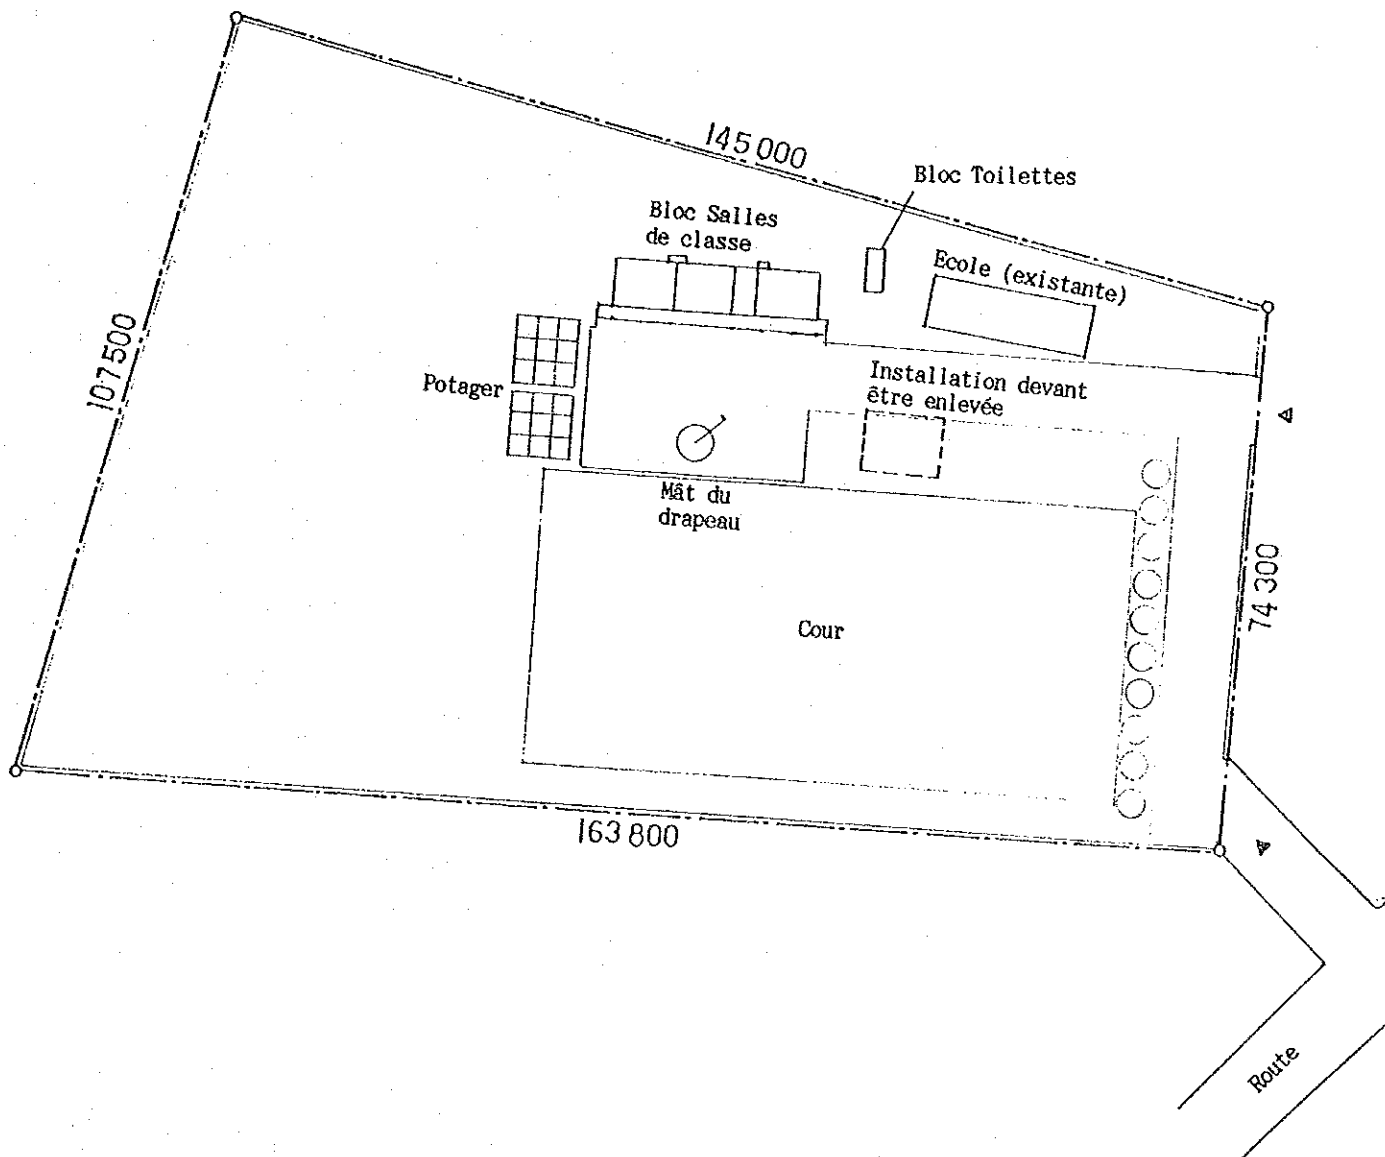 145 000
Bloc Toilettes
Bloc Salles
de classe
Ecole (existante)
107 500
Potager
Installation devant
être enlevée
Mât du
drapeau
74 300
Cour
163 800
Route